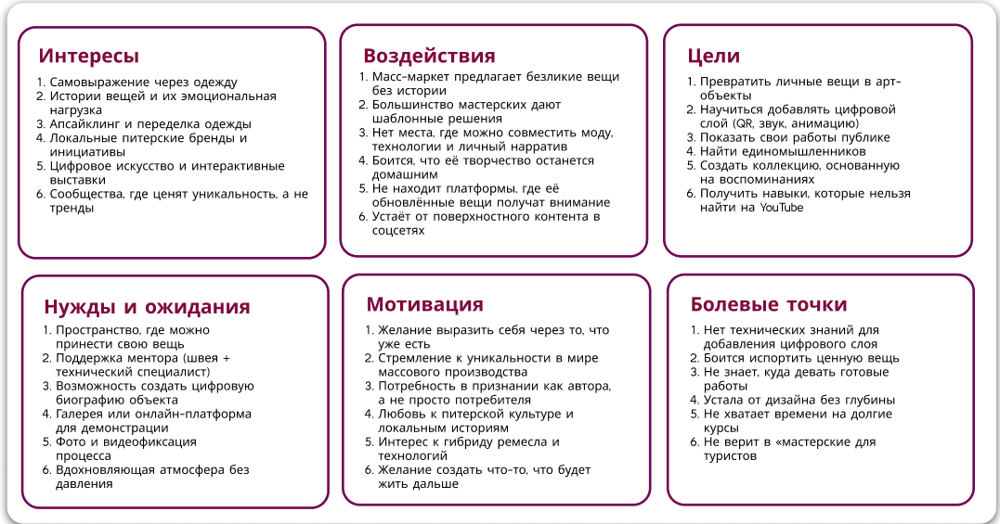 Интересы
1. Самовыражение через одежду
2. Истории вещей и их эмоциональная
нагрузка
3. Апсайклинг и переделка одежды
4. Локальные питерские бренды и
инициативы
5. Цифровое искусство и интерактивные
выставки
6. Сообщества, где ценят уникальность, а не
тренды
Воздействия
1. Масс-маркет предлагает безликие вещи
без истории
2. Большинство мастерских дают
шаблонные решения
3. Нет места, где можно совместить моду,
технологии и личный нарратив
4. Боится, что её творчество останется
домашним
5. Не находит платформы, где её
обновлённые вещи получат внимание
6. Устаёт от поверхностного контента в
соцсетях
Цели
1. Превратить личные вещи в арт-
объекты
2. Научиться добавлять цифровой
слой (QR, звук, анимацию)
3. Показать свои работы публике
4. Найти единомышленников
5. Создать коллекцию, основанную
на воспоминаниях
6. Получить навыки, которые нельзя
найти на YouTube
Нужды и ожидания
1. Пространство, где можно
принести свою вещь
2. Поддержка ментора (швея +
технический специалист)
3. Возможность создать цифровую
биографию объекта
4. Галерея или онлайн-платформа
для демонстрации
5. Фото и видеофиксация
процесса
6. Вдохновляющая атмосфера без
давления
Мотивация
1. Желание выразить себя через то, что
уже есть
2. Стремление к уникальности в мире
массового производства
3. Потребность в признании как автора,
а не просто потребителя
4. Любовь к питерской культуре и
локальным историям
5. Интерес к гибриду ремесла и
технологий
6. Желание создать что-то, что будет
жить дальше
Болевые точки
1. Нет технических знаний для
добавления цифрового слоя
2. Боится испортить ценную вещь
3. Не знает, куда девать готовые
работы
4. Устала от дизайна без глубины
5. Не хватает времени на долгие
курсы
6. Не верит в «мастерские для
туристов